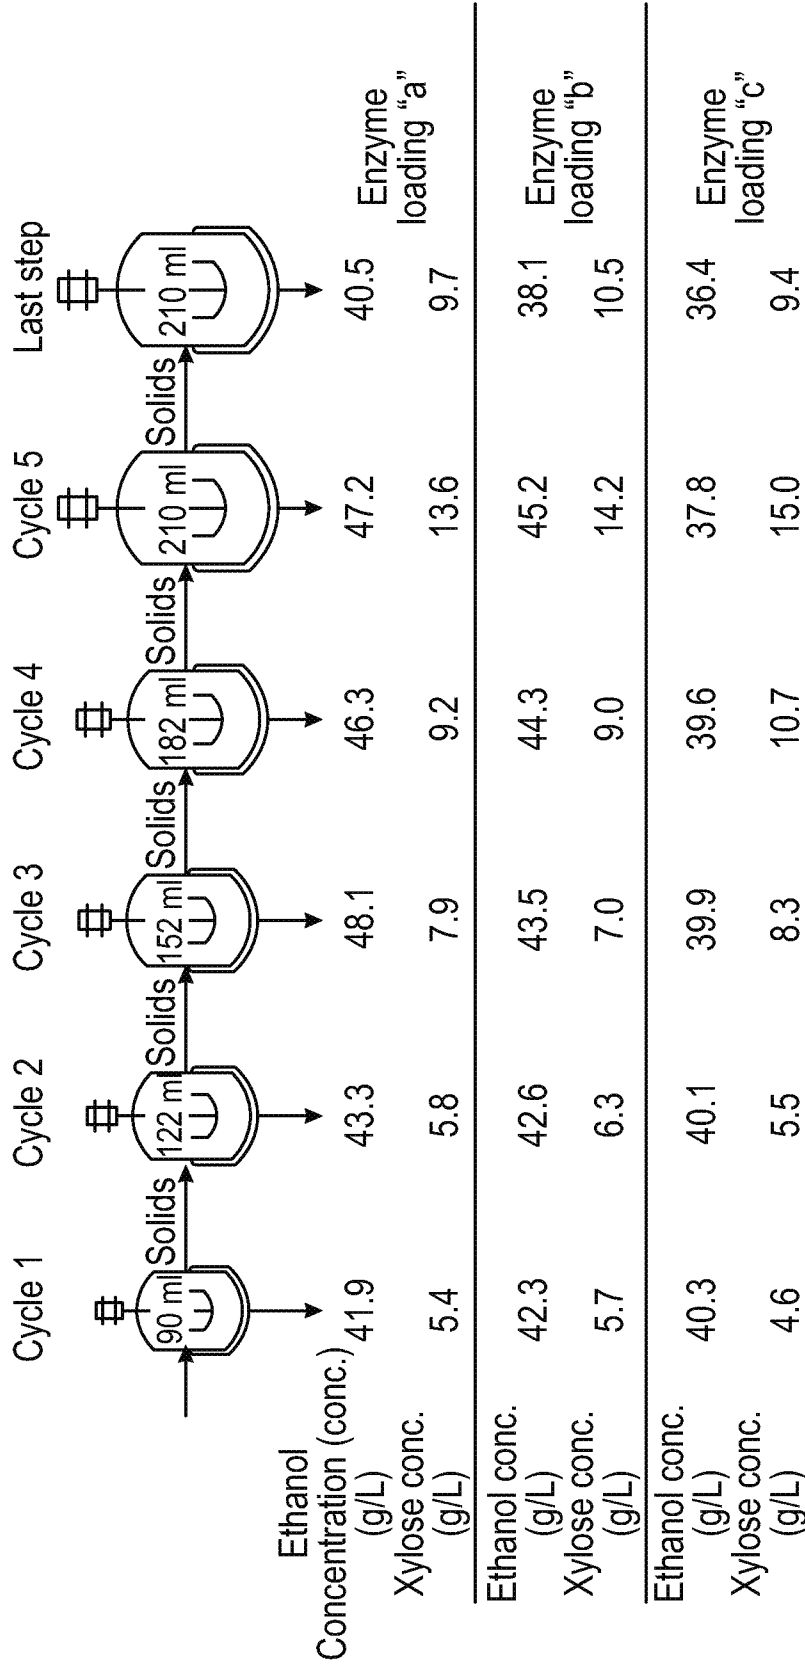 Cycle 1 Cycle 2 Cycle 3 Cycle 4 Cycle 5 Last step
90 ml Solids 122 ml Solids 152 ml Solids 182 ml Solids 210 ml Solids 210 ml
Ethanol
Concentration (conc.)
(g/L) 41.9 43.3 48.1 46.3 47.2 40.5
Xylose conc.
(g/L) 5.4 5.8 7.9 9.2 13.6 9.7
Enzyme
loading "a"
Ethanol conc.
(g/L) 42.3 42.6 43.5 44.3 45.2 38.1
Xylose conc.
(g/L) 5.7 6.3 7.0 9.0 14.2 10.5
Enzyme
loading "b"
Ethanol conc.
(g/L) 40.3 40.1 39.9 39.6 37.8 36.4
Xylose conc.
(g/L) 4.6 5.5 8.3 10.7 15.0 9.4
Enzyme
loading "c"